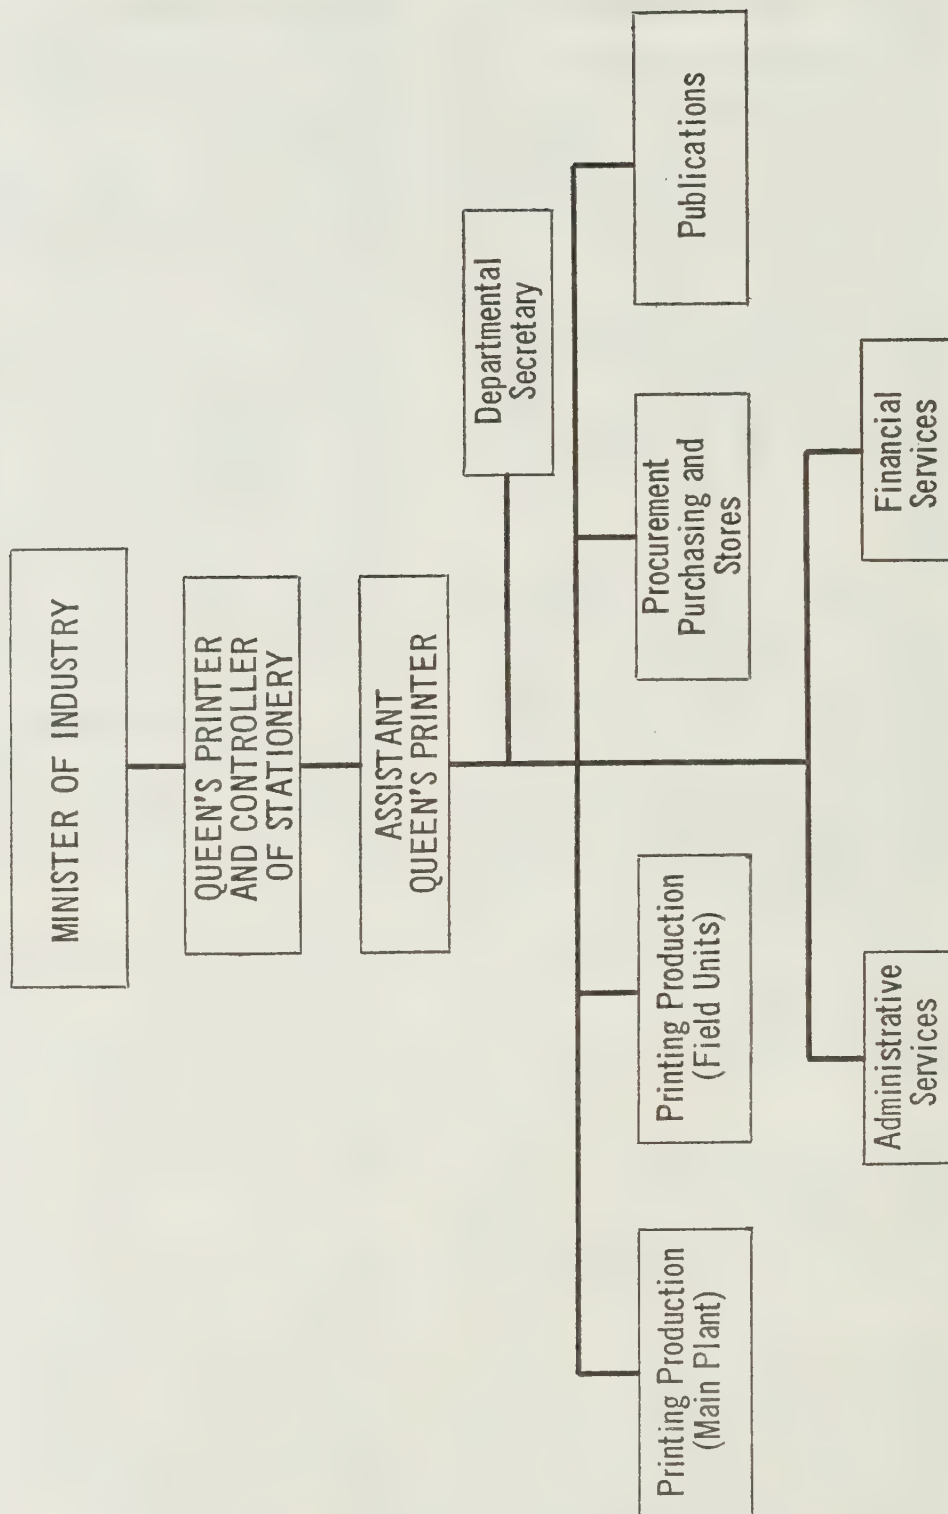 MINISTER OF INDUSTRY
QUEEN'S PRINTER
AND CONTROLLER
OF STATIONERY
ASSISTANT
QUEEN'S PRINTER
Departmental
Secretary
Printing Production
(Main Plant)
Printing Production
(Field Units)
Procurement
Purchasing and
Stores
Publications
Administrative
Services
Financial
Services